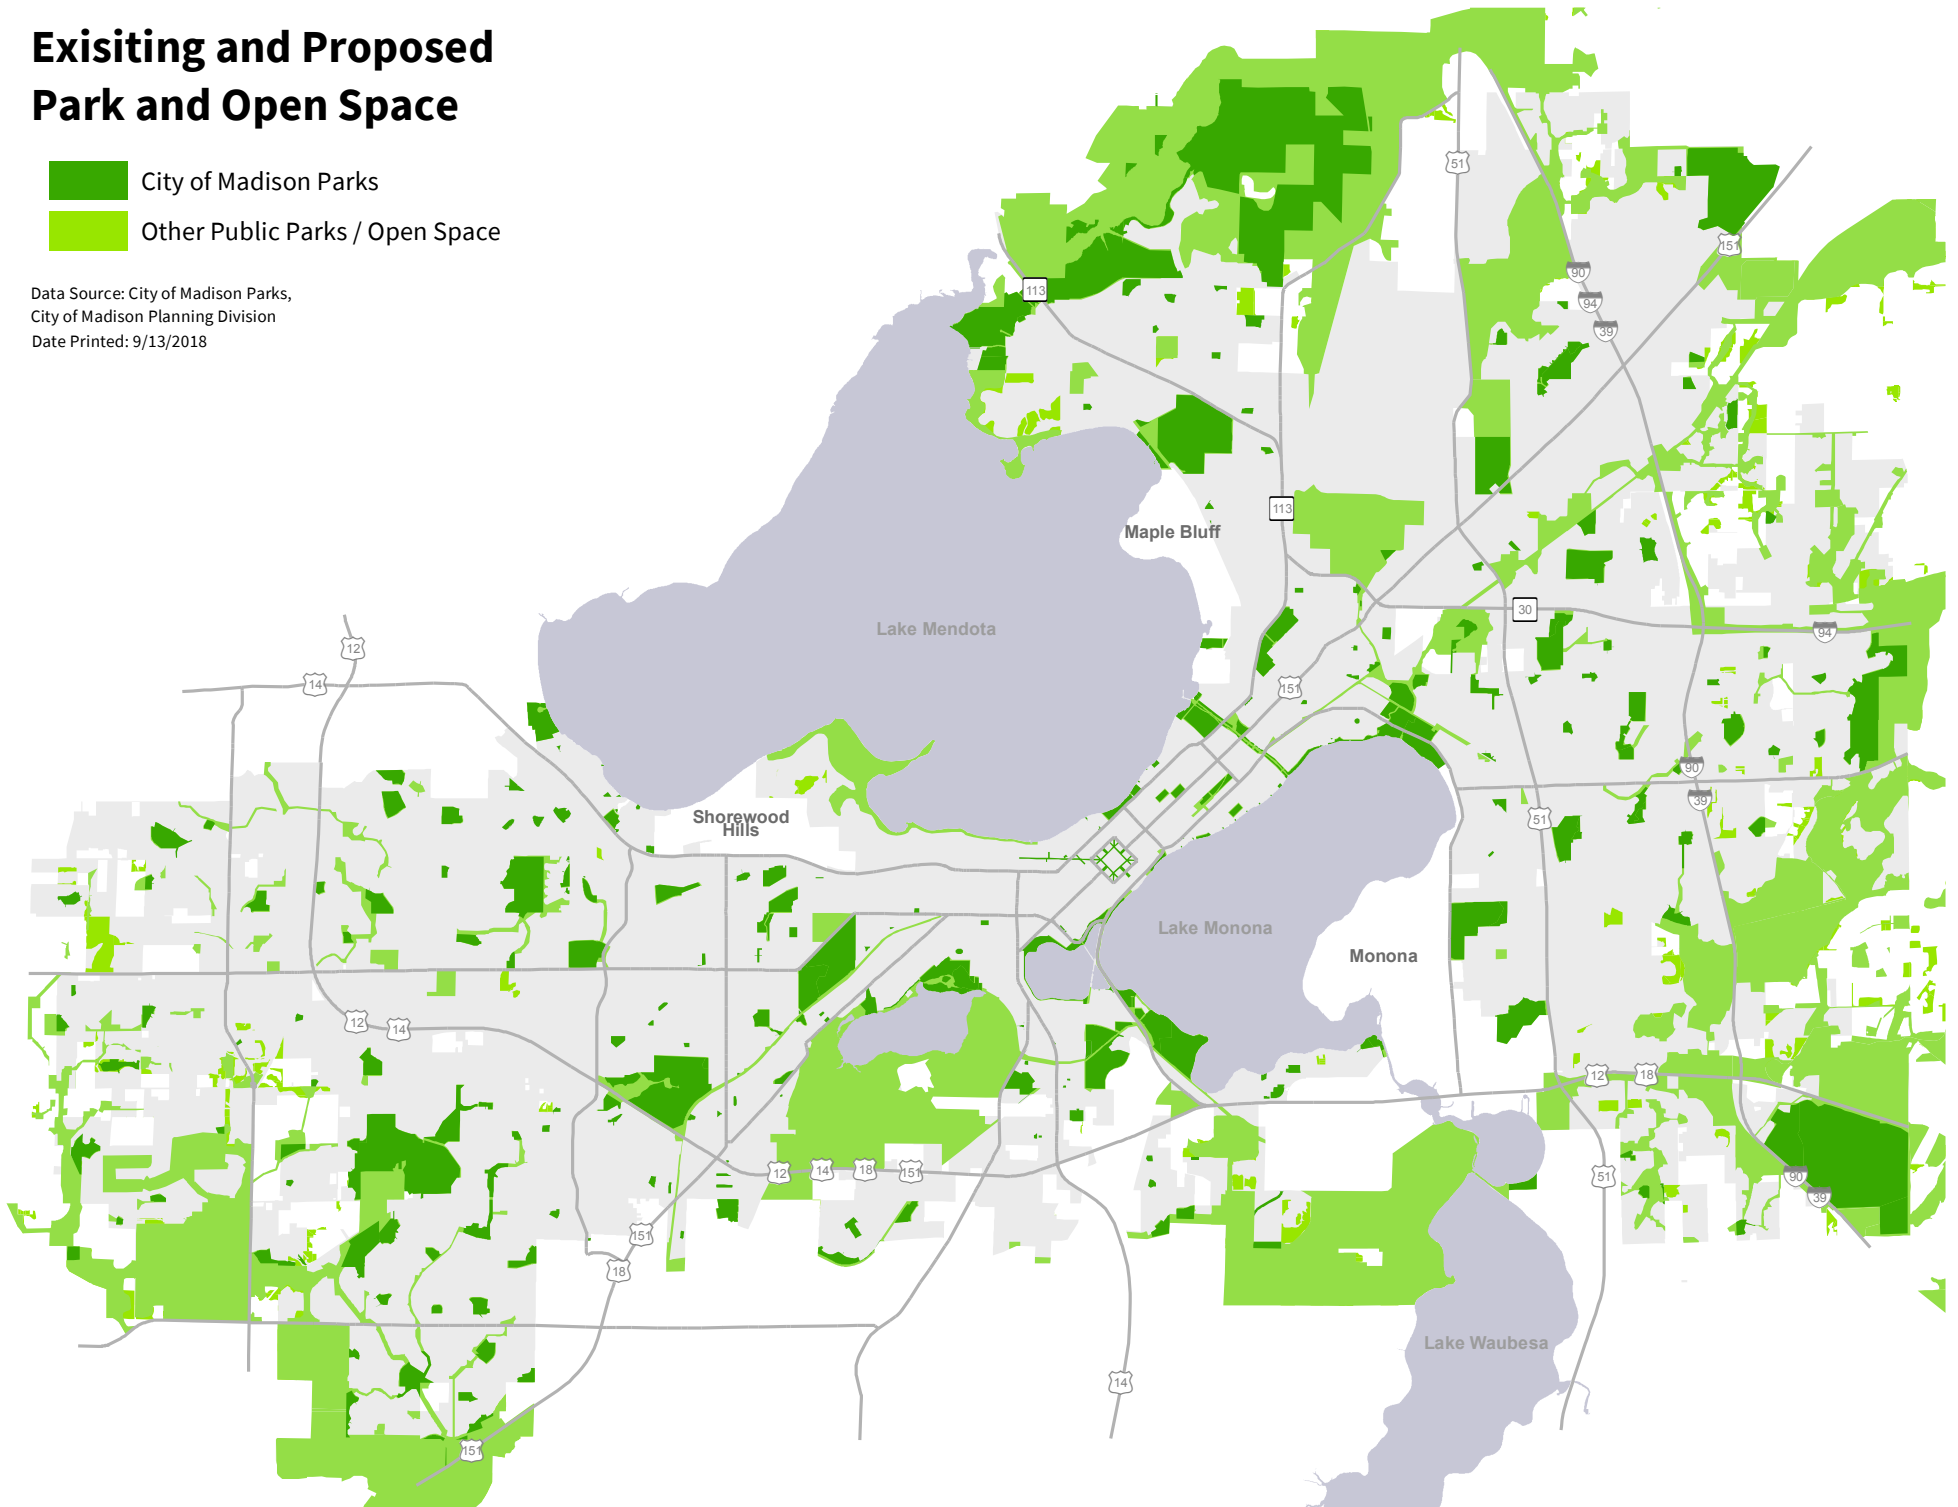 Exisiting and Proposed
Park and Open Space
City of Madison Parks
Other Public Parks / Open Space
Data Source: City of Madison Parks,
City of Madison Planning Division
Date Printed: 9/13/2018
51
151
90
94
39
113
113
Maple Bluff
Lake Mendota
30
94
12
14
151
90
39
51
Shorewood
Hills
Lake Monona
Monona
12
14
12
18
12
14
18
151
90
39
51
151
18
Lake Waubesa
14
151